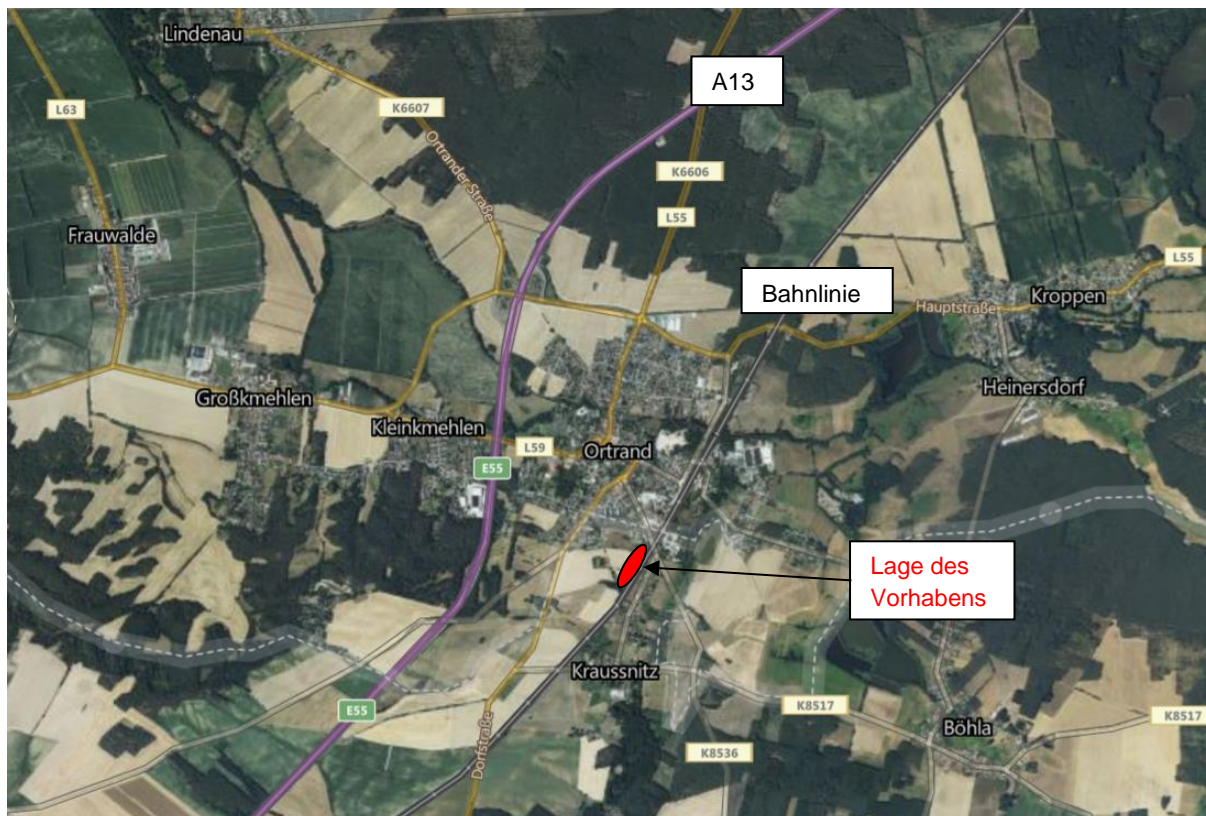 Lindenau
A13
L63
K6607
Ortrander Straße
K6606
L55
Frauwalde
L55
Bahnlinie
Kroppen
Hauptstraße
Heinersdorf
Großkmehlen
Kleinkmehlen
L59
Ortrand
E55
Lage des
Vorhabens
Kraussnitz
E55
K8517
Böhla
K8517
Dorfstraße
K8536